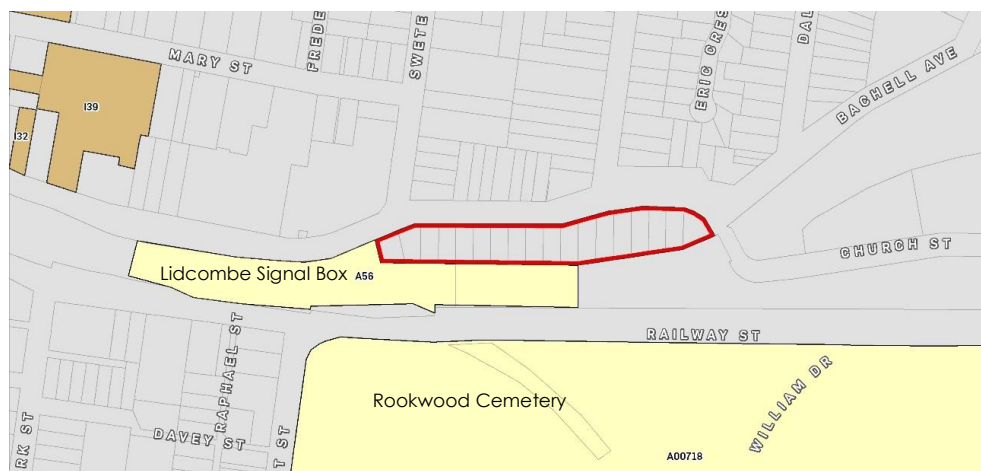 MARY ST
FREDE
SWETE
ERIC CRES
DAL
BACHELL AVE
I39
I32
CHURCH ST
Lidcombe Signal Box A56
RAILWAY ST
RAPHAEL ST
Rookwood Cemetery
WILLIAM DR
DAVEY ST
RK ST
T ST
A00718